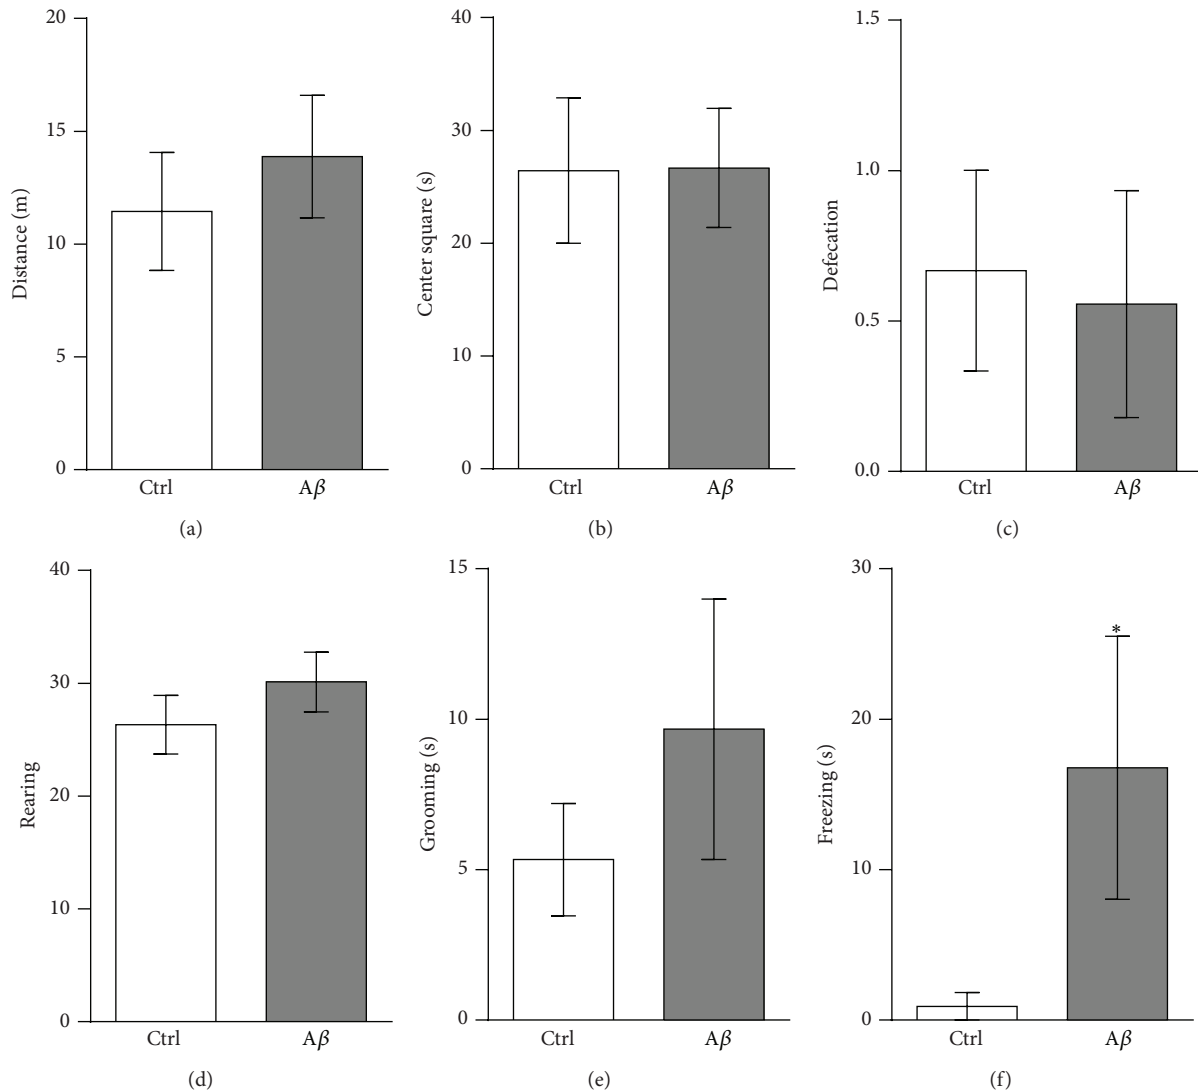 20
15
10
5
0
Distance (m)
Ctrl
Aβ
(a)
40
30
20
10
0
Center square (s)
Ctrl
Aβ
(b)
1.5
1.0
0.5
0.0
Defecation
Ctrl
Aβ
(c)
40
30
20
10
0
Rearing
Ctrl
Aβ
(d)
15
10
5
0
Grooming (s)
Ctrl
Aβ
(e)
30
20
10
0
Freezing (s)
*
Ctrl
Aβ
(f)